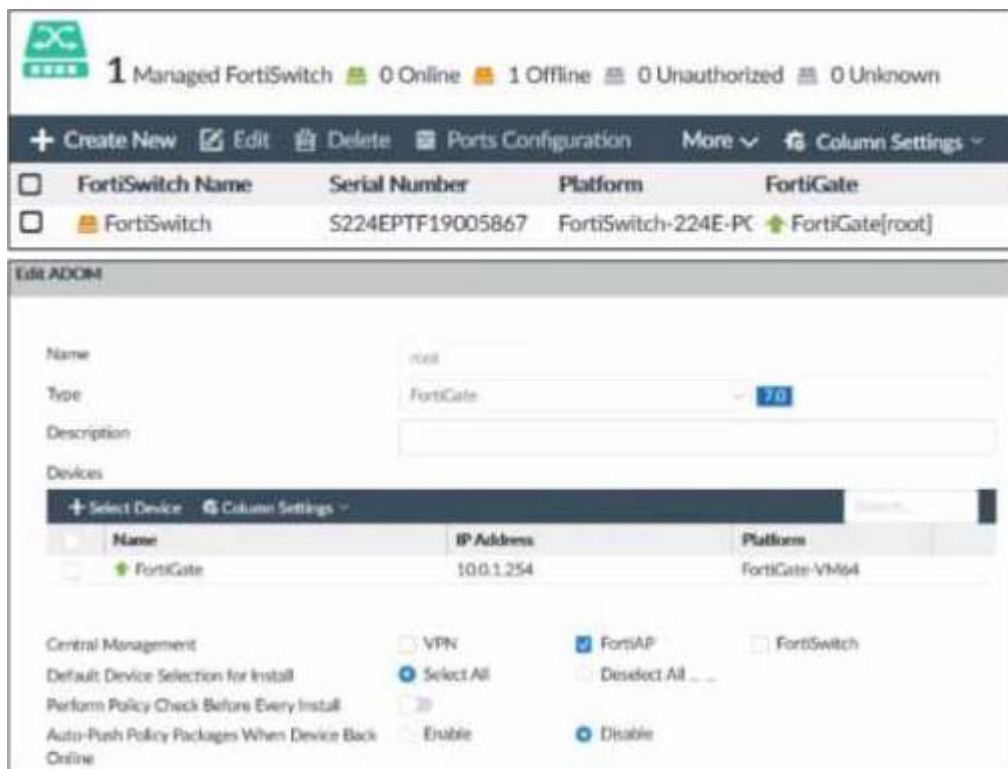 1 Managed FortiSwitch 0 Online 1 Offline 0 Unauthorized 0 Unknown
Create New Edit Delete Ports Configuration More Column Settings
FortiSwitch Name Serial Number Platform FortiGate
FortiSwitch S224EPTF19005867 FortiSwitch-224E-PC FortiGate[root]
Edit ADOM
Name root
Type FortiGate 7.0
Description
Devices
Select Device Column Settings
Name IP Address Platform
FortiGate 10.0.1.254 FortiGate-VM64
Central Management VPN FortiAP FortiSwitch
Default Device Selection for Install Select All Deselect All
Perform Policy Check Before Every Install
Auto-Push Policy Packages When Device Back Enable Disable
Online